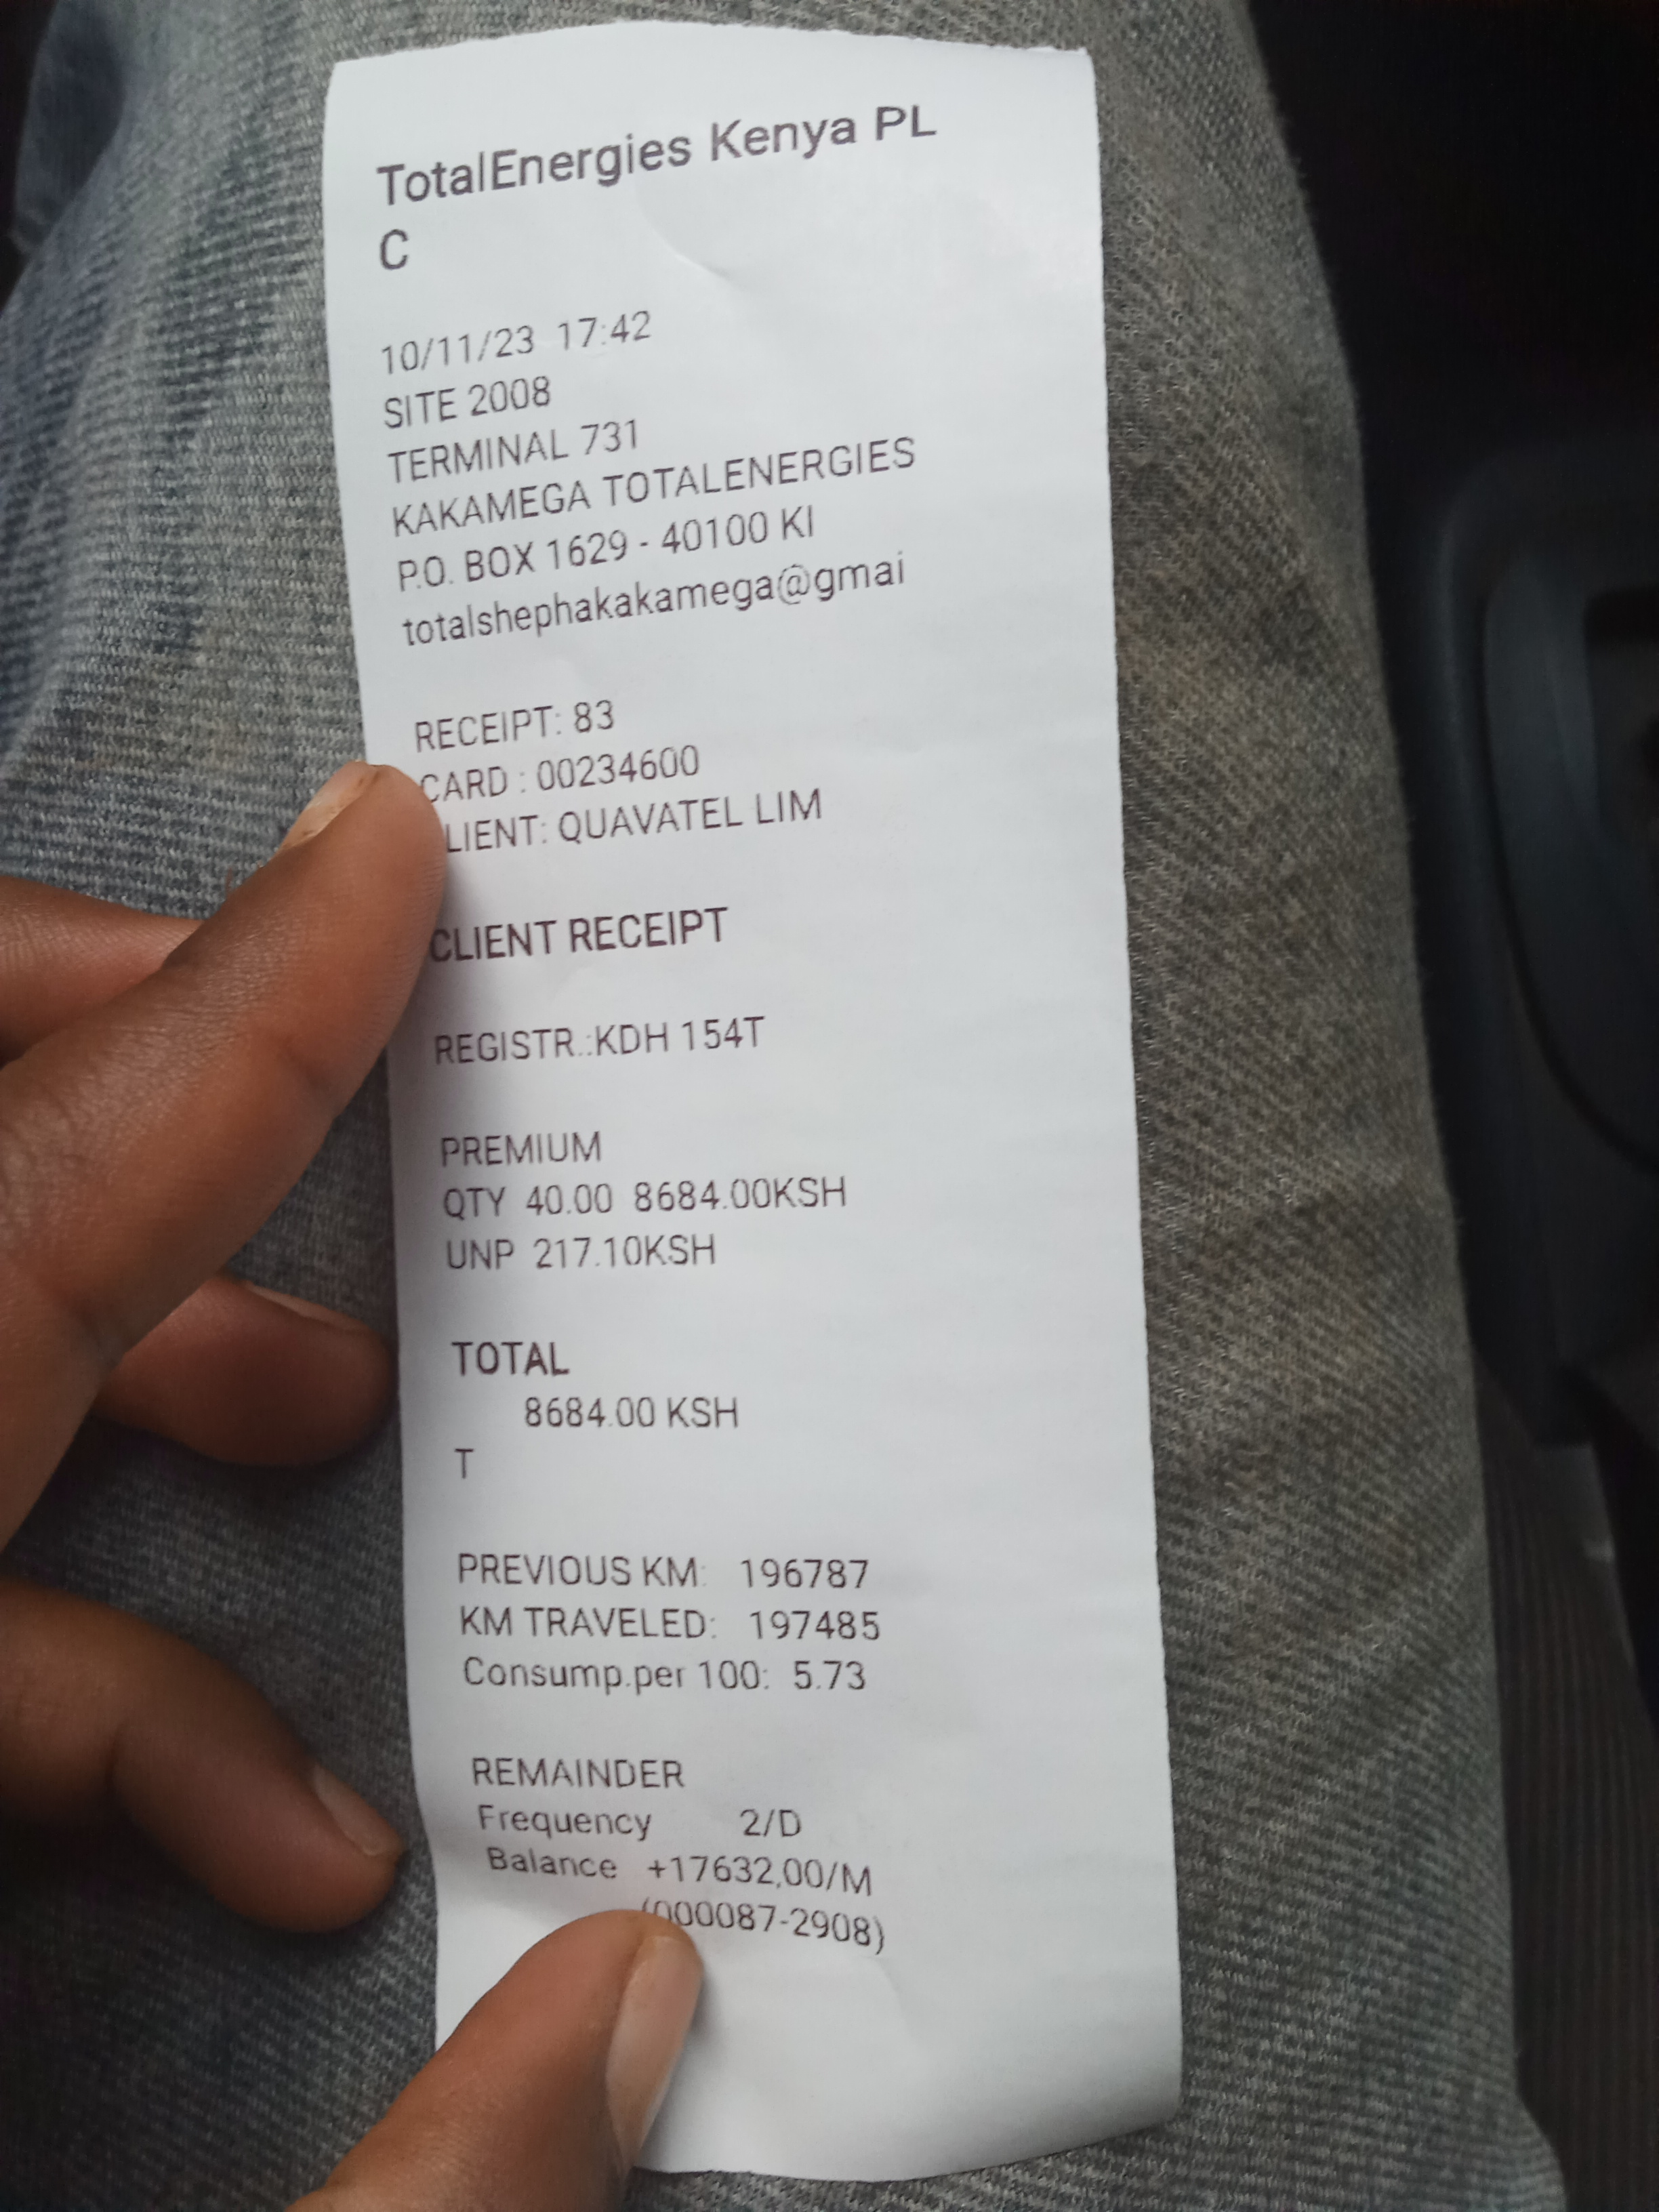 TotalEnergies Kenya PL
C
10/11/23 17:42
SITE 2008
TERMINAL 731
KAKAMEGA TOTALENERGIES
P.O. BOX 1629 - 40100 KI
totalshephakakamega@gmai
RECEIPT: 83
CARD : 00234600
LIENT: QUAVATEL LIM
CLIENT RECEIPT
REGISTR.:KDH 154T
PREMIUM
QTY 40.00 8684.00KSH
UNP 217.10KSH
TOTAL
8684.00 KSH
T
PREVIOUS KM: 196787
KM TRAVELED: 197485
Consump.per 100: 5.73
REMAINDER
Frequency 2/D
Balance +17632,00/M
(000087-2908)